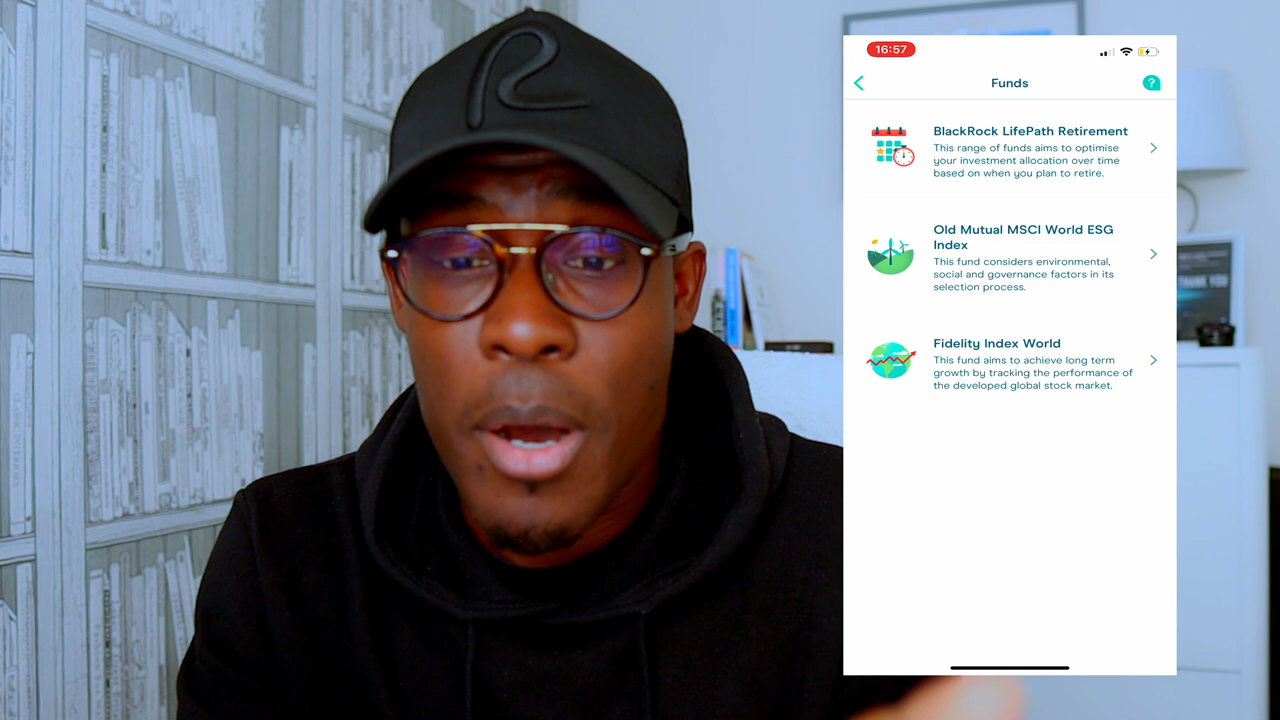 16:57
Funds
?
BlackRock LifePath Retirement
This range of funds aims to optimise
your investment allocation over time
based on when you plan to retire.
Old Mutual MSCI World ESG
Index
This fund considers environmental,
social and governance factors in its
selection process.
Fidelity Index World
This fund aims to achieve long term
growth by tracking the performance of
the developed global stock market.
R